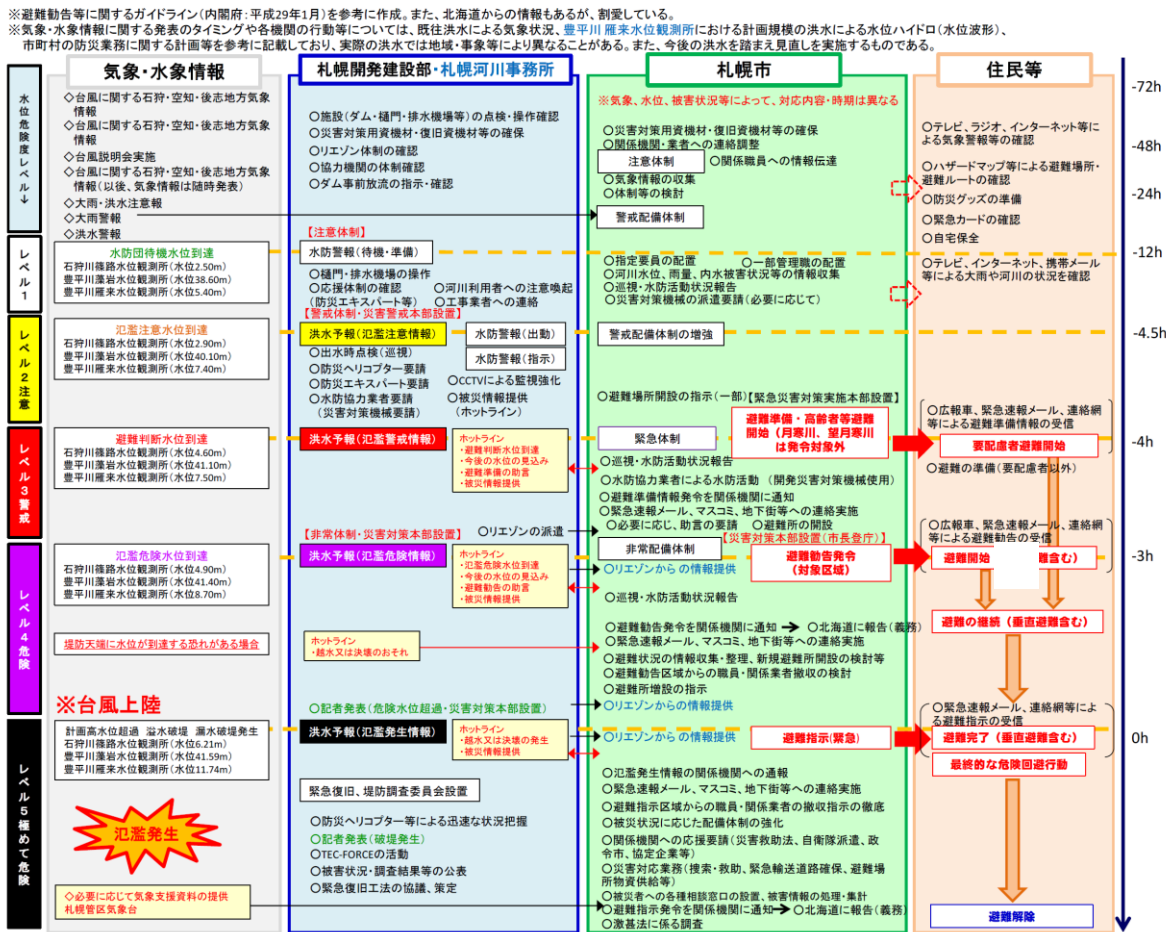 ※避難勧告等に関するガイドライン(内閣府:平成29年1月)を参考に作成。また、北海道からの情報もあるが、割愛している。
※気象・水象情報に関する発表のタイミングや各機関の行動等については、既往洪水による気象状況、豊平川 雁来水位観測所における計画規模の洪水による水位ハイドロ(水位波形)、
市町村の防災業務に関する計画等を参考に記載しており、実際の洪水では地域・事象等により異なることがある。また、今後の洪水を踏まえ見直しを実施するものである。
水位危険度レベル↓
レベル1
レベル2注意
レベル3警戒
レベル4危険
レベル5極めて危険
気象・水象情報
◇台風に関する石狩・空知・後志地方気象
情報
◇台風に関する石狩・空知・後志地方気象
情報
◇台風説明会実施
◇台風に関する石狩・空知・後志地方気象
情報(以後、気象情報は随時発表)
◇大雨・洪水注意報
◇大雨警報
◇洪水警報
水防団待機水位到達
石狩川篠路水位観測所(水位2.50m)
豊平川藻岩水位観測所(水位38.60m)
豊平川雁来水位観測所(水位5.40m)
氾濫注意水位到達
石狩川篠路水位観測所(水位2.90m)
豊平川藻岩水位観測所(水位40.10m)
豊平川雁来水位観測所(水位7.40m)
避難判断水位到達
石狩川篠路水位観測所(水位4.60m)
豊平川藻岩水位観測所(水位41.10m)
豊平川雁来水位観測所(水位7.50m)
氾濫危険水位到達
石狩川篠路水位観測所(水位4.90m)
豊平川藻岩水位観測所(水位41.40m)
豊平川雁来水位観測所(水位8.70m)
堤防天端に水位が到達する恐れがある場合
※台風上陸
計画高水位超過 溢水破堤 漏水破堤発生
石狩川篠路水位観測所(水位6.21m)
豊平川藻岩水位観測所(水位41.59m)
豊平川雁来水位観測所(水位11.74m)
氾濫発生
◇必要に応じて気象支援資料の提供
札幌管区気象台
札幌開発建設部・札幌河川事務所
○施設(ダム・樋門・排水機場等)の点検・操作確認
○災害対策用資機材・復旧資機材等の確保
○リエゾン体制の確認
○協力機関の体制確認
○ダム事前放流の指示・確認
【注意体制】
水防警報(待機・準備)
○樋門・排水機場の操作
○応援体制の確認
(防災エキスパート等)
○河川利用者への注意喚起
○工事業者への連絡
【警戒体制・災害警戒本部設置】
洪水予報(氾濫注意情報)
水防警報(出動)
水防警報(指示)
○出水時点検(巡視)
○防災ヘリコプター要請
○防災エキスパート要請
○水防協力業者要請
(災害対策機械要請)
○CCTVによる監視強化
○被災情報提供
(ホットライン)
洪水予報(氾濫警戒情報)
ホットライン
・避難判断水位到達
・今後の水位の見込み
・避難準備の助言
・被災情報提供
【非常体制・災害対策本部設置】
○リエゾンの派遣
洪水予報(氾濫危険情報)
ホットライン
・氾濫危険水位到達
・今後の水位の見込み
・避難勧告の助言
・被災情報提供
ホットライン
・越水又は決壊のおそれ
○記者発表(危険水位超過・災害対策本部設置)
洪水予報(氾濫発生情報)
ホットライン
・越水又は決壊の発生
・被災情報提供
緊急復旧、堤防調査委員会設置
○防災ヘリコプター等による迅速な状況把握
○記者発表(破堤発生)
○TEC-FORCEの活動
○被害状況・調査結果等の公表
○緊急復旧工法の協議、策定
札幌市
※気象、水位、被害状況等によって、対応内容・時期は異なる
○災害対策用資機材・復旧資機材等の確保
○関係機関・業者への連絡調整
注意体制
○関係職員への情報伝達
○気象情報の収集
○体制等の検討
警戒配備体制
○指定要員の配置
○一部管理職の配置
○河川水位、雨量、内水被害状況等の情報収集
○巡視・水防活動状況報告
○災害対策機械の派遣要請(必要に応じて)
警戒配備体制の増強
○避難場所開設の指示(一部)
【緊急災害対策実施本部設置】
緊急体制
避難準備・高齢者等避難
開始(月寒川、望月寒川
は発令対象外
○巡視・水防活動状況報告
○水防協力業者による水防活動(開発災害対策機械使用)
○避難準備情報発令を関係機関に通知
○緊急速報メール、マスコミ、地下街等への連絡実施
○必要に応じ、助言の要請
○避難所の開設
【災害対策本部設置(市長登庁)】
非常配備体制
避難勧告発令
(対象区域)
○リエゾンからの情報提供
○巡視・水防活動状況報告
○避難勧告発令を関係機関に通知
○北海道に報告(義務)
○緊急速報メール、マスコミ、地下街等への連絡実施
○避難状況の情報収集・整理、新規避難所開設の検討等
○避難勧告区域からの職員・関係業者撤収の検討
○避難所増設の指示
○リエゾンからの情報提供
○リエゾンからの情報提供
避難指示(緊急)
○氾濫発生情報の関係機関への通報
○緊急速報メール、マスコミ、地下街等への連絡実施
○避難指示区域からの職員・関係業者の撤収指示の徹底
○被災状況に応じた配備体制の強化
○関係機関への応援要請(災害救助法、自衛隊派遣、政
令市、協定企業等)
○災害対応業務(捜索・救助、緊急輸送道路確保、避難場
所物資供給等)
○被災者への各種相談窓口の設置、被害情報の処理・集計
○避難指示発令を関係機関に通知
○北海道に報告(義務)
○激甚法に係る調査
住民等
○テレビ、ラジオ、インターネット等に
よる気象警報等の確認
○ハザードマップ等による避難場所・
避難ルートの確認
○防災グッズの準備
○緊急カードの確認
○自宅保全
○テレビ、インターネット、携帯メール
等による大雨や河川の状況を確認
○広報車、緊急速報メール、連絡網
等による避難準備情報の受信
要配慮者避難開始
○避難の準備(要配慮者以外)
○広報車、緊急速報メール、連絡網
等による避難勧告の受信
避難開始
難含む)
避難の継続(垂直避難含む)
○緊急速報メール、連絡網等によ
る避難指示の受信
避難完了(垂直避難含む)
最終的な危険回避行動
避難解除
-72h
-48h
-24h
-12h
-4.5h
-4h
-3h
0h